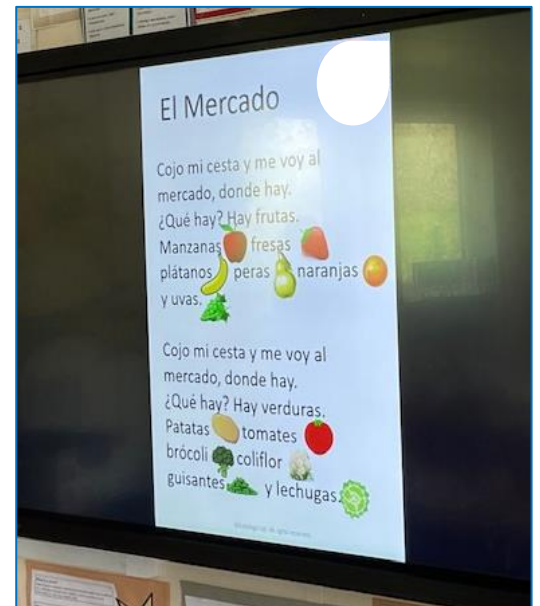 El Mercado
Cojo mi cesta y me voy al
mercado, donde hay.
¿Qué hay? Hay frutas.
Manzanas fresas
plátanos peras naranjas
y uvas.
Cojo mi cesta y me voy al
mercado, donde hay.
¿Qué hay? Hay verduras.
Patatas tomates
brócoli coliflor
guisantes y lechugas.